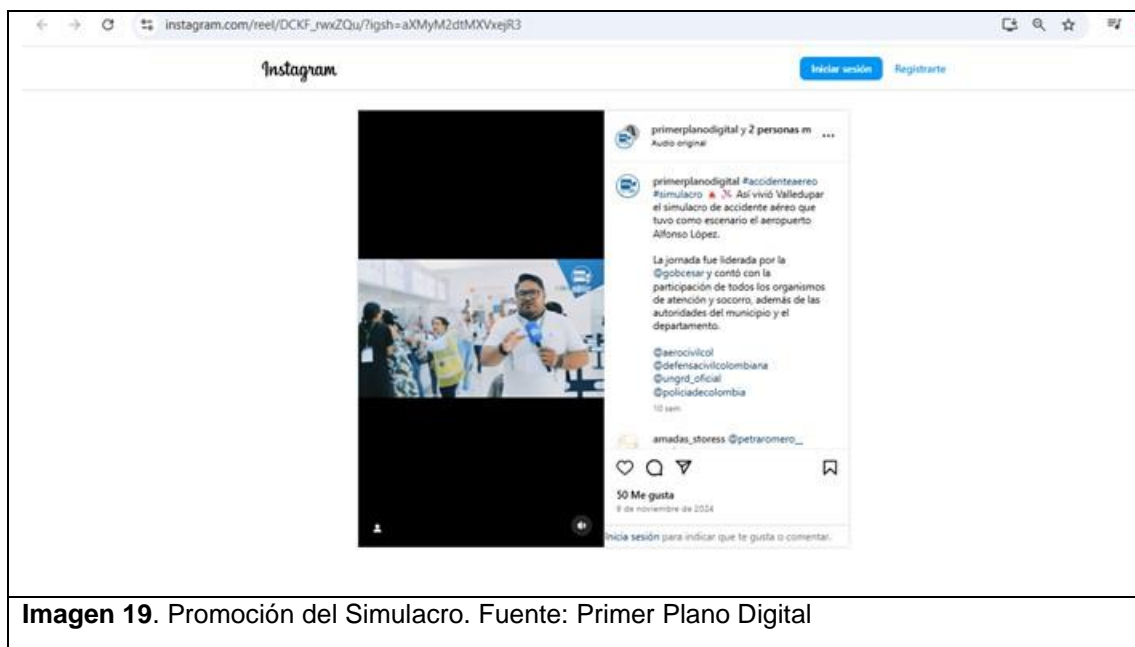 instagram.com/reel/DCKF_rwxZQu/?igsh=aXMyM2dtMXVxejR3
Instagram
Iniciar sesión
Registrarte
primerplanodigital y 2 personas m ...
Audio original
primerplanodigital #accidenteaereo
#simulacro 🚨 Así vivió Valledupar
el simulacro de accidente aéreo que
tuvo como escenario el aeropuerto
Alfonso López.
La jornada fue liderada por la
@gobcesar y contó con la
participación de todos los organismos
de atención y socorro, además de las
autoridades del municipio y el
departamento.
@aerocivilcol
@defensacivilcolombiana
@ungrd_oficial
@policiadecolombia
10 sem
amadas_storess @petraromero__
50 Me gusta
de noviembre de 2024
Inicia sesión para indicar que te gusta o comentar.
Imagen 19. Promoción del Simulacro. Fuente: Primer Plano Digital